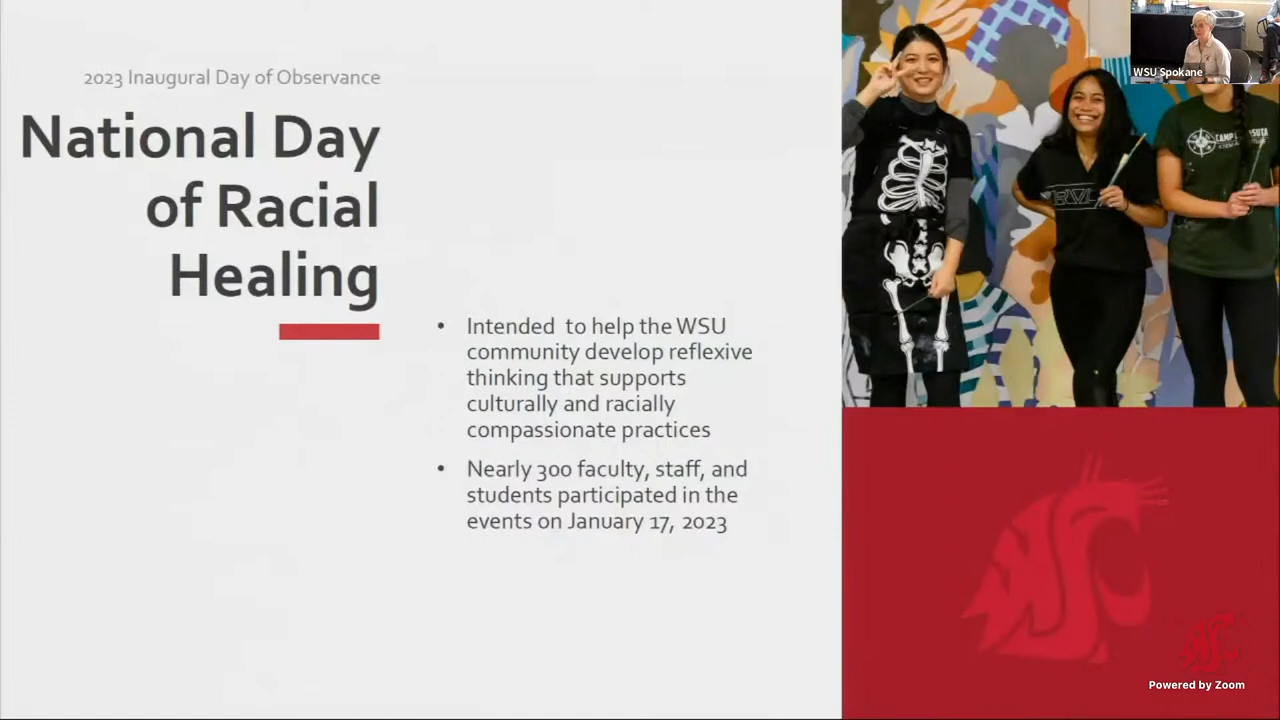 2023 Inaugural Day of Observance
National Day
of Racial
Healing
• Intended to help the WSU
community develop reflexive
thinking that supports
culturally and racially
compassionate practices
• Nearly 300 faculty, staff, and
students participated in the
events on January 17, 2023
WSU Spokane
CAMP
Powered by Zoom